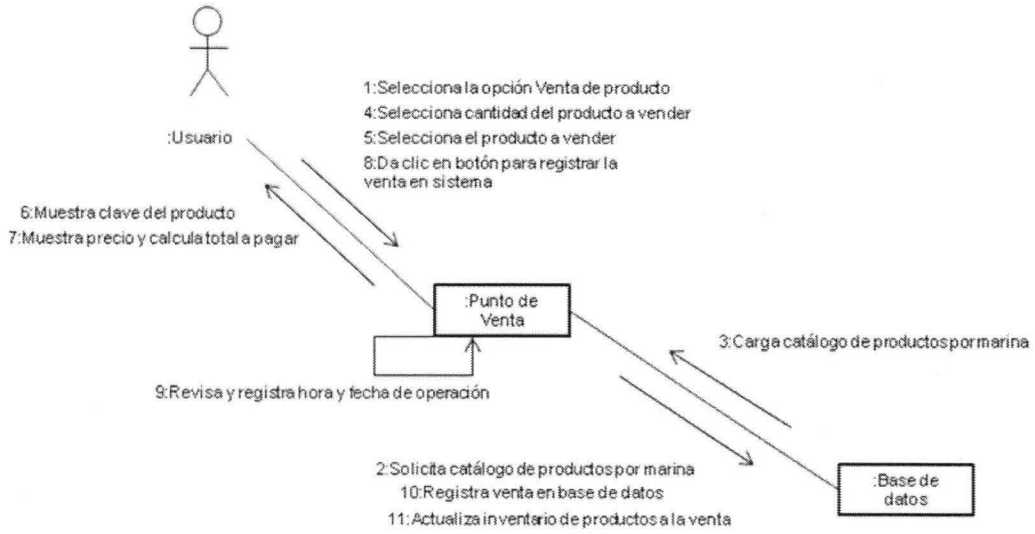 1:Selecciona la opción Venta de producto
4:Selecciona cantidad del producto a vender
5:Selecciona el producto a vender
8:Da clic en botón para registrar la
venta en sistema
:Usuario
6:Muestra clave del producto
7:Muestra precio y calcula total a pagar
:Punto de
Venta
3:Carga catálogo de productos por marina
9:Revisa y registra hora y fecha de operación
2:Solicita catálogo de productos por marina
10:Registra venta en base de datos
11:Actualiza inventario de productos a la venta
:Base de
datos